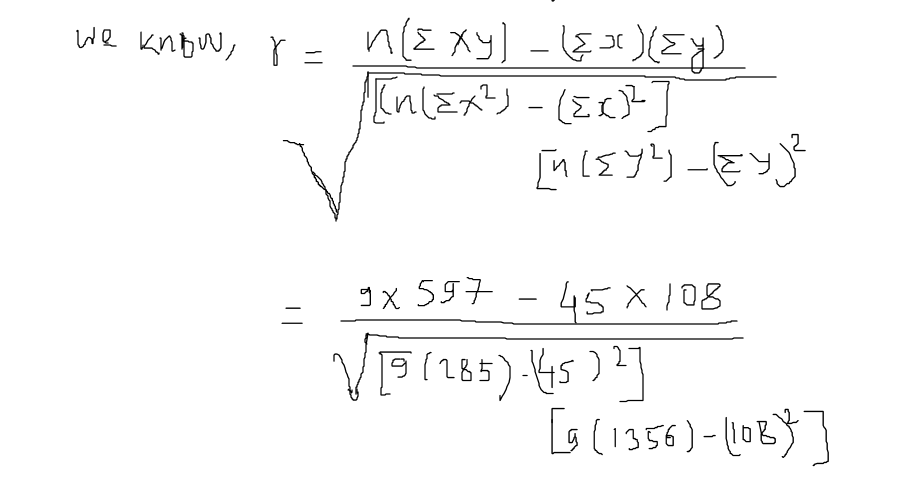 we know, r = n(Σxy) - (Σx)(Σy)
√[(n(Σx²) - (Σx)²]
[n(Σy²) - (Σy)²
= 9x 597 - 45 x 108
√[9(285) - (45)²]
[9(1356) - (108)²]